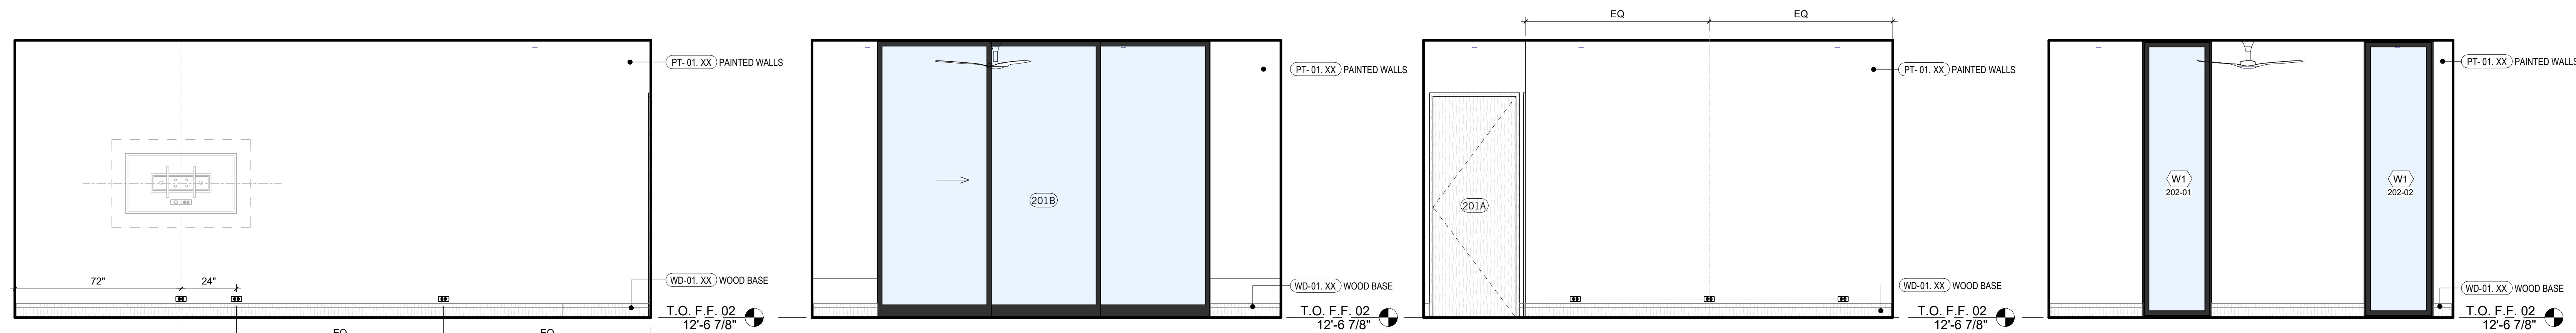 PT- 01. XX PAINTED WALLS
72"
24"
WD-01. XX WOOD BASE
T.O. F.F. 02
12'-6 7/8"
EQ
EQ
201B
PT- 01. XX PAINTED WALLS
WD-01. XX WOOD BASE
T.O. F.F. 02
12'-6 7/8"
EQ
EQ
PT- 01. XX PAINTED WALLS
201A
WD-01. XX WOOD BASE
T.O. F.F. 02
12'-6 7/8"
PT- 01. XX PAINTED WALLS
W1
202-01
W1
202-02
WD-01. XX WOOD BASE
T.O. F.F. 02
12'-6 7/8"